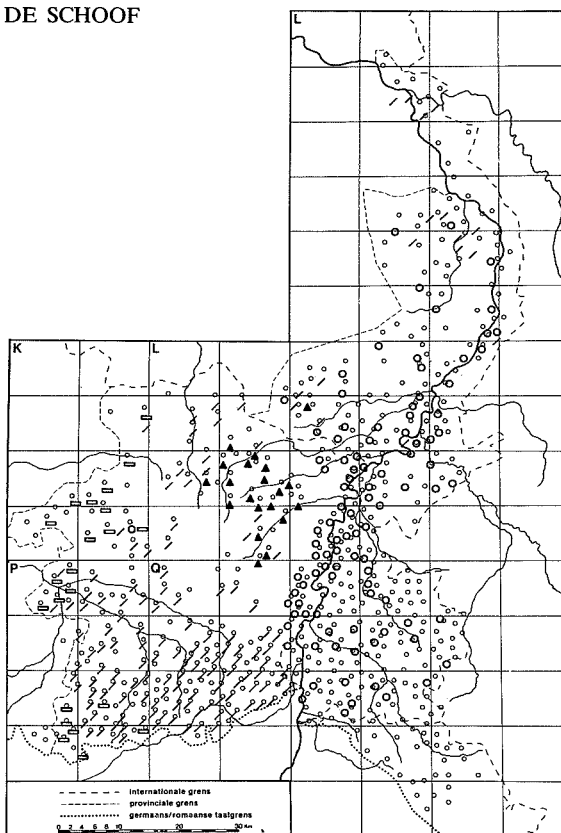 DE SCHOOF
L
K
L
P
Q
internationale grens
provinciale grens
germaans/romaanse taalgrens
0 2 4 6 8 10 20 30 Km